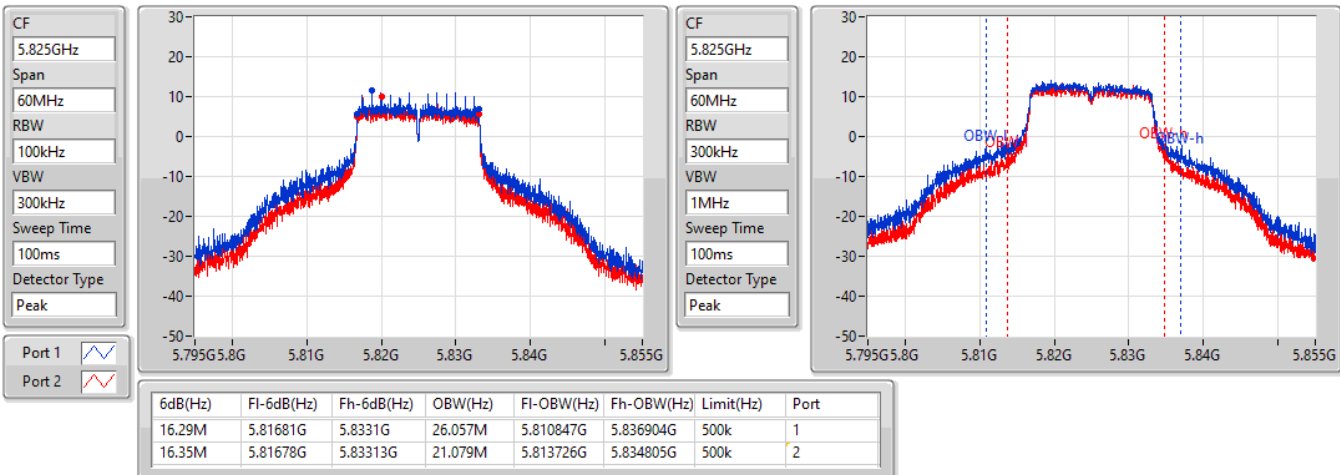 CF
5.825GHz
Span
60MHz
RBW
100kHz
VBW
300kHz
Sweep Time
100ms
Detector Type
Peak
Port 1
Port 2
30
20
10
0
-10
-20
-30
-40
-50
5.795G 5.8G 5.81G 5.82G 5.83G 5.84G 5.855G
CF
5.825GHz
Span
60MHz
RBW
300kHz
VBW
1MHz
Sweep Time
100ms
Detector Type
Peak
30
20
10
0
-10
-20
-30
-40
-50
OBW-h
OBW-h
5.795G 5.8G 5.81G 5.82G 5.83G 5.84G 5.855G
6dB(Hz) Fl-6dB(Hz) Fh-6dB(Hz) OBW(Hz) Fl-OBW(Hz) Fh-OBW(Hz) Limit(Hz) Port
16.29M 5.81681G 5.8331G 26.057M 5.810847G 5.836904G 500k 1
16.35M 5.81678G 5.83313G 21.079M 5.813726G 5.834805G 500k 2